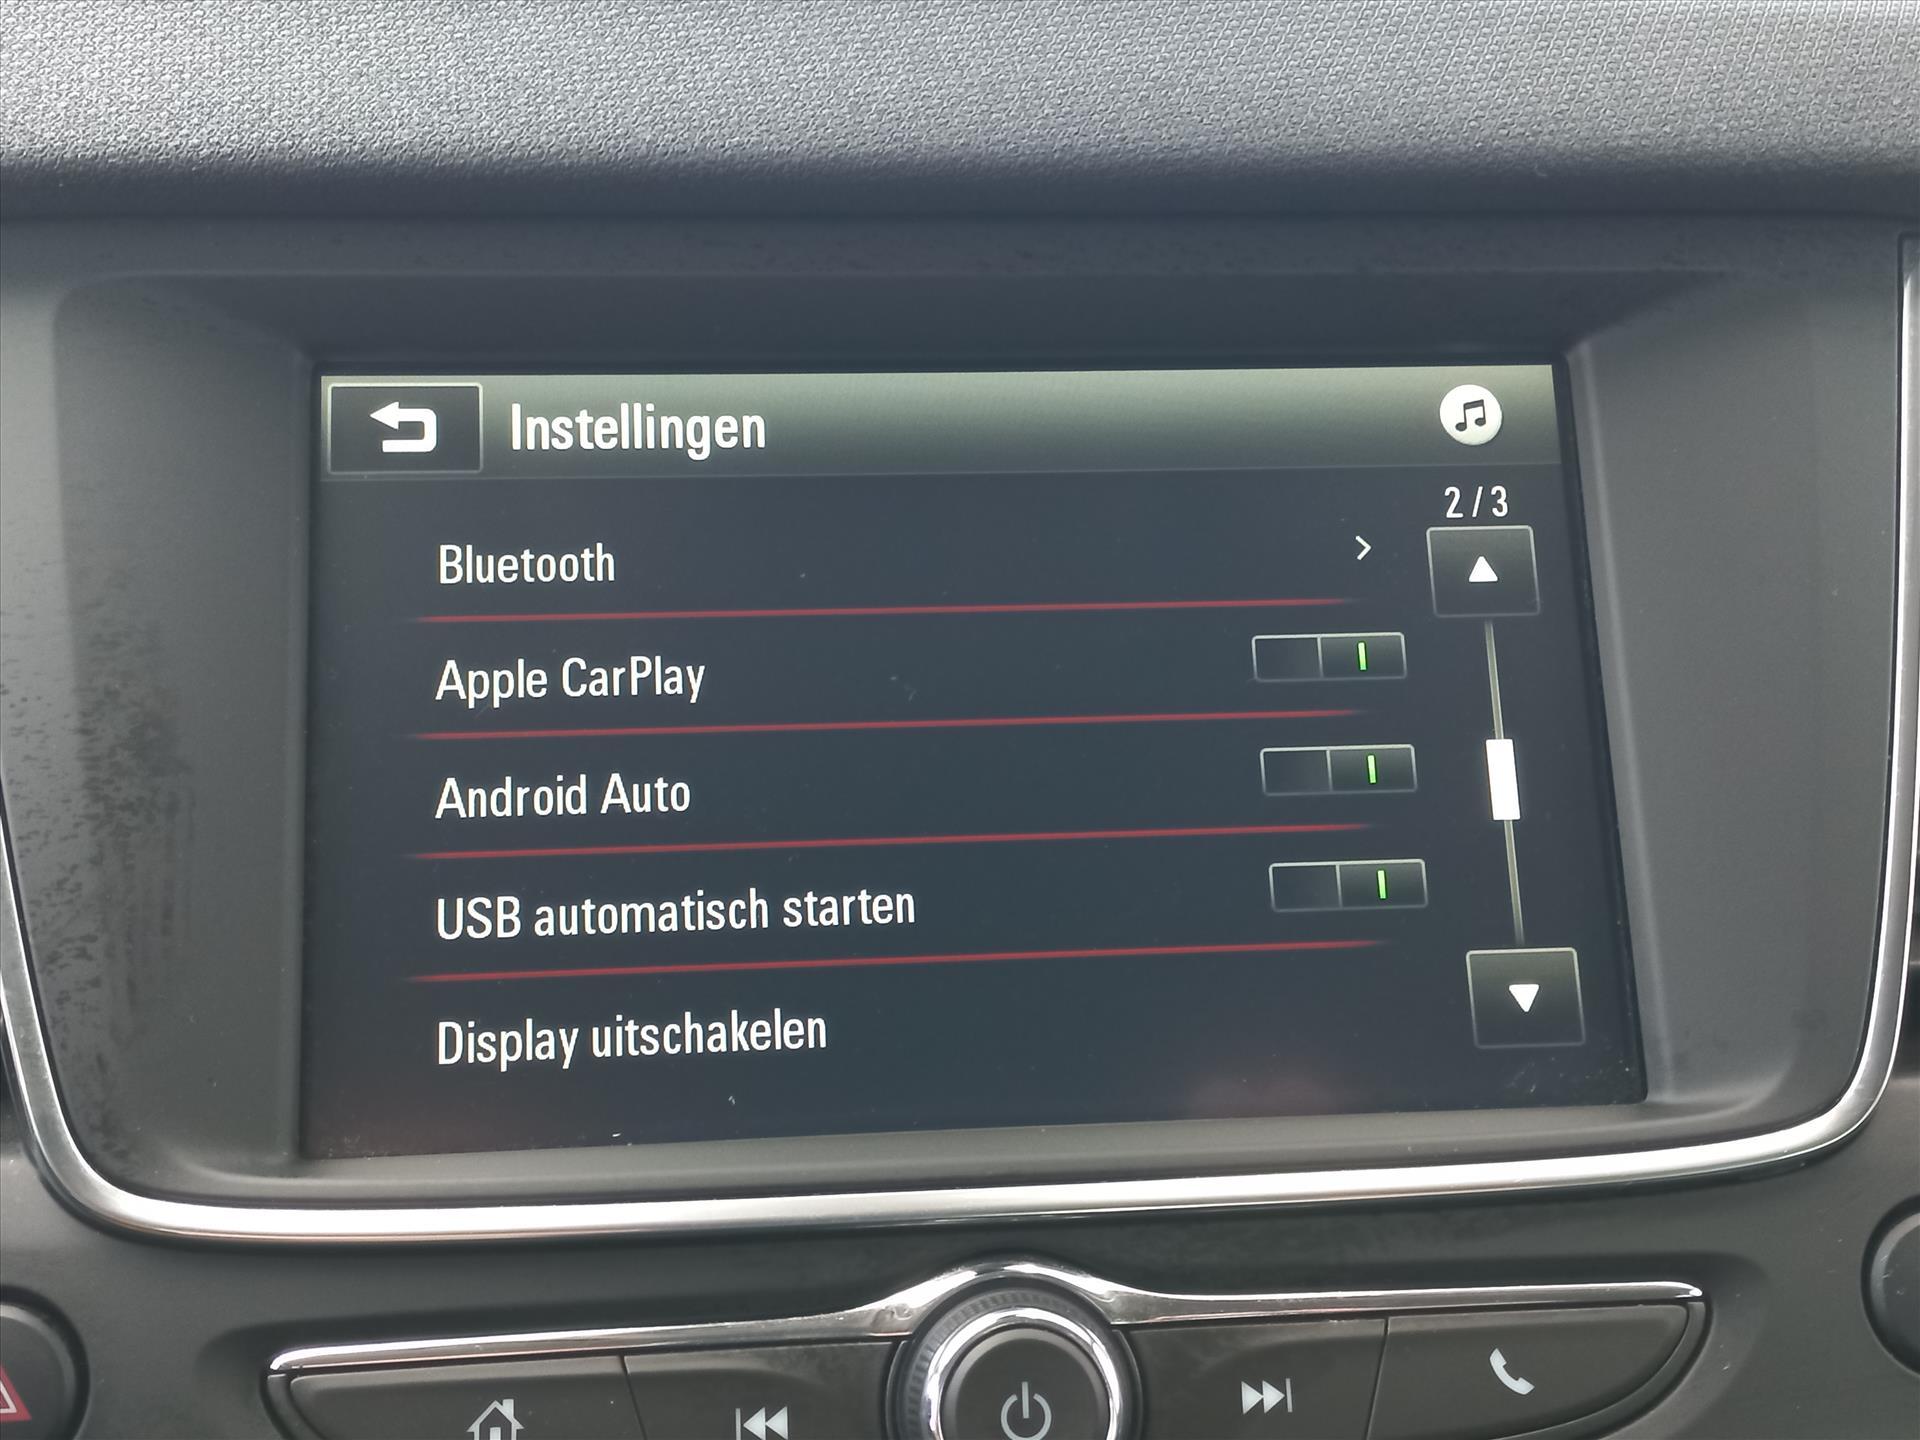 Instellingen
2 / 3
Bluetooth
Apple CarPlay
Android Auto
USB automatisch starten
Display uitschakelen